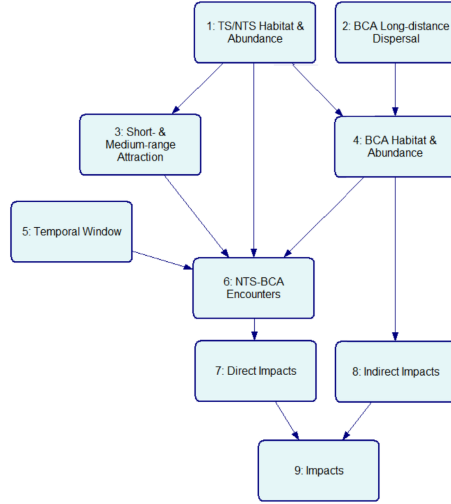 1: TS/NTS Habitat &
Abundance
2: BCA Long-distance
Dispersal
3: Short- &
Medium-range
Attraction
4: BCA Habitat &
Abundance
5: Temporal Window
6: NTS-BCA
Encounters
7: Direct Impacts
8: Indirect Impacts
9: Impacts